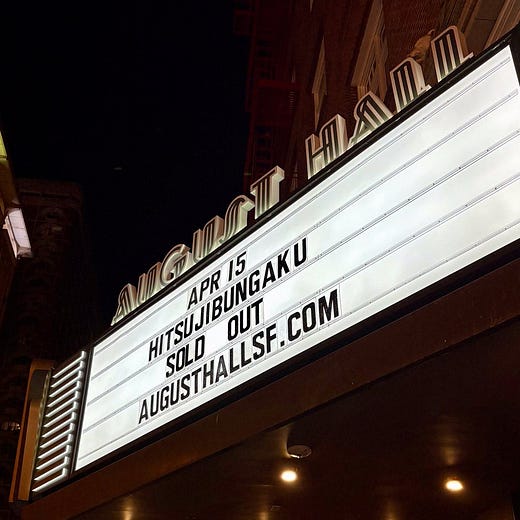 AUGUST HALL
APR 15
HITSUJIBUNGAKU
SOLD OUT
AUGUSTHALLSF.COM